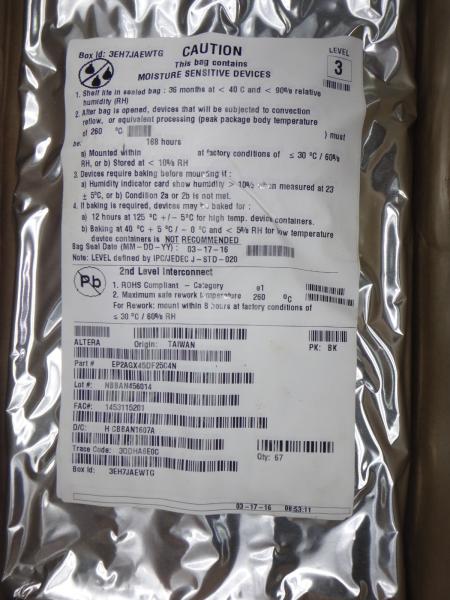 Box Id: 3EH7JAEWTG
CAUTION
This bag contains
MOISTURE SENSITIVE DEVICES
LEVEL
3
1. Shelf life in sealed bag : 36 months at < 40 C and < 90% relative
humidity (RH)
2. After bag is opened, devices that will be subjected to convection
reflow, or equivalent processing (peak package body temperature
of 260 °C ) must
be: 168 hours
a) Mounted within at factory conditions of ≤ 30 °C / 60%
RH, or b) Stored at < 10% RH
3. Devices require baking before mounting if :
a) Humidity indicator card show humidity > 10% when measured at 23
± 5°C, or b) Condition 2a or 2b is not met.
4. If baking is required, devices may be baked for :
a) 12 hours at 125 °C +/- 5°C for high temp. device containers.
b) Baking at 40 °C + 5 °C / - 0 °C and < 5% RH for low temperature
device containers is NOT RECOMMENDED
Bag Seal Date (MM-DD-YY) : 03-17-16
Note: LEVEL defined by IPC/JEDEC J-STD-020
Pb
2nd Level Interconnect
1. ROHS Compliant - Category e1
2. Maximum safe rework temperature 260 °C
For Rework: mount within 8 hours at factory conditions of
≤ 30 °C / 60% RH
ALTERA Origin: TAIWAN PK: BK
Part # EP2AGX45DF25C4N
Lot #: NBBAN456014
FAC#: 1453115201
D/C: H CBBAN1607A
Trace Code: 3DDHA6E0C Qty: 67
Box Id: 3EH7JAEWTG
03-17-16 08:53:11